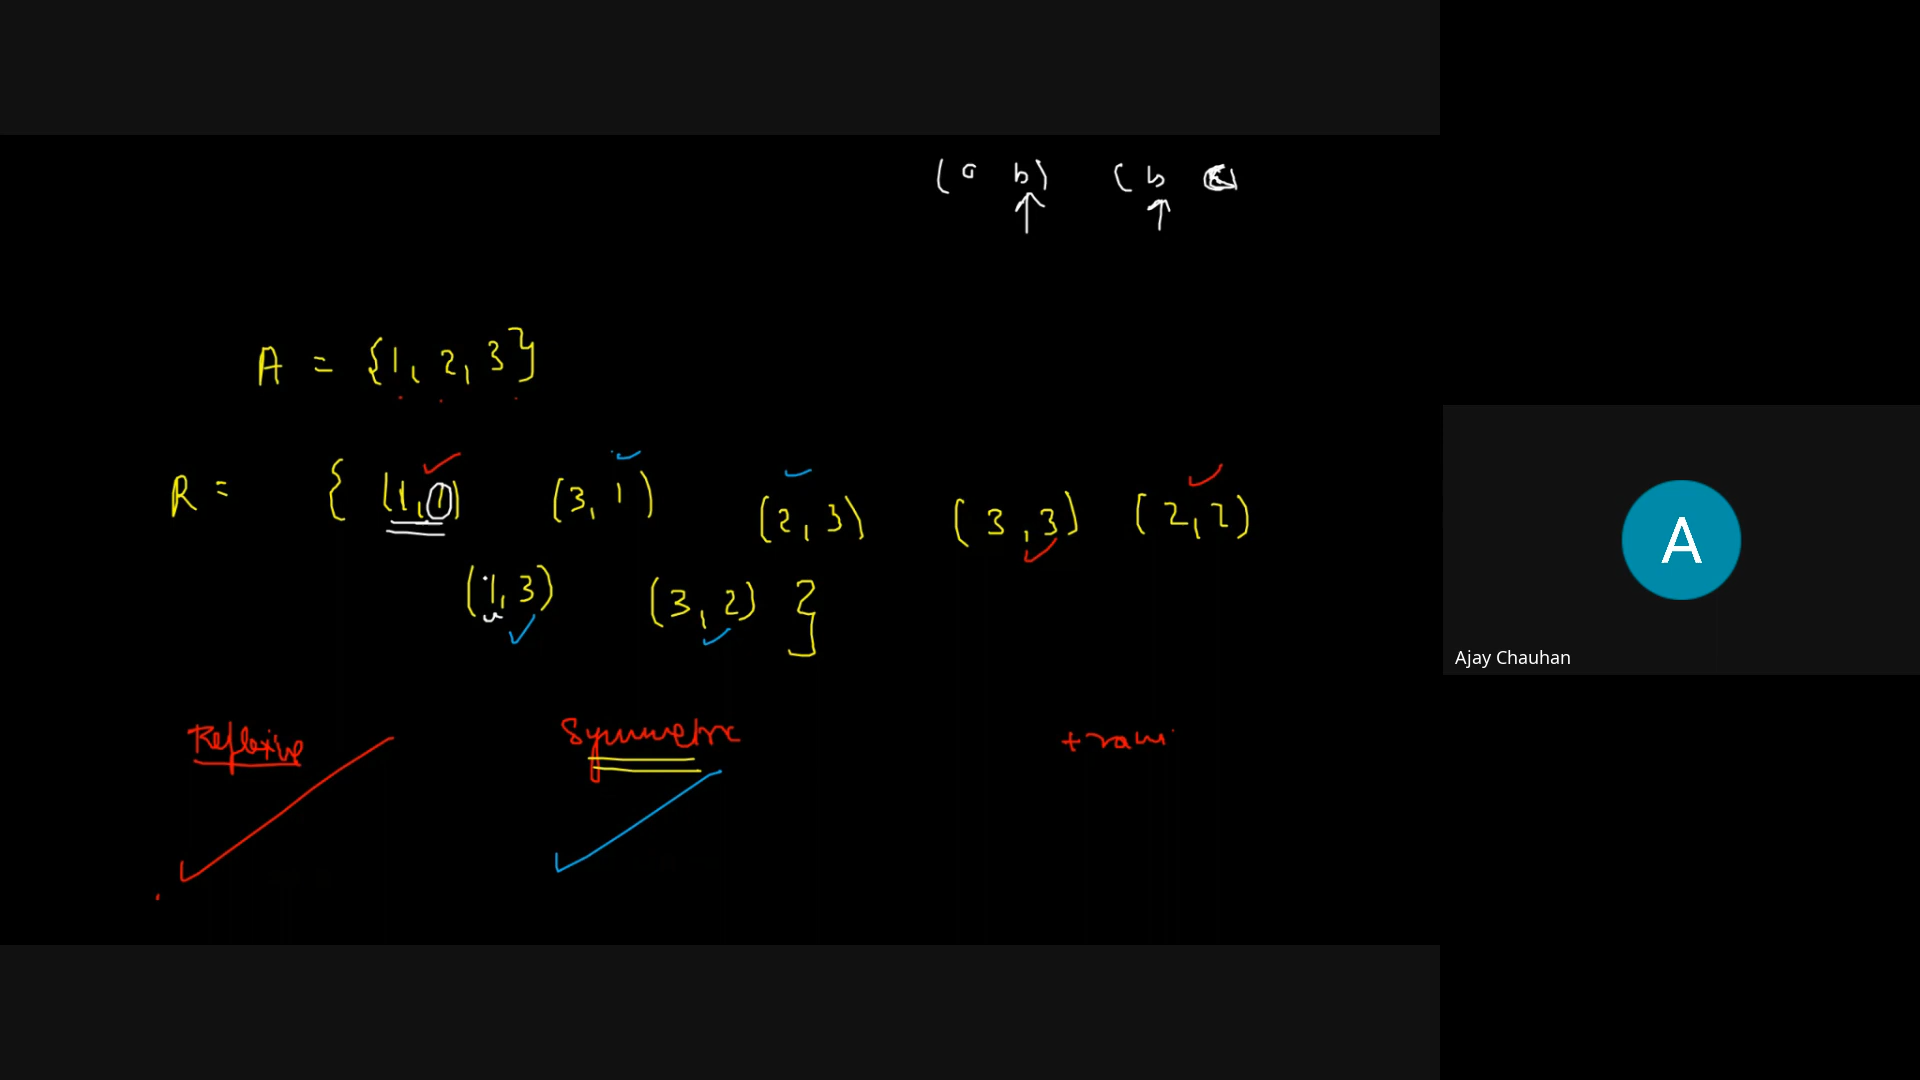 (a b) (b
A = {1, 2, 3}
R = { (1,1) (3,1) (2,3) (3,3) (2,2)
(1,3) (3,2) }
Reflexive Symmetric trans
A
Ajay Chauhan